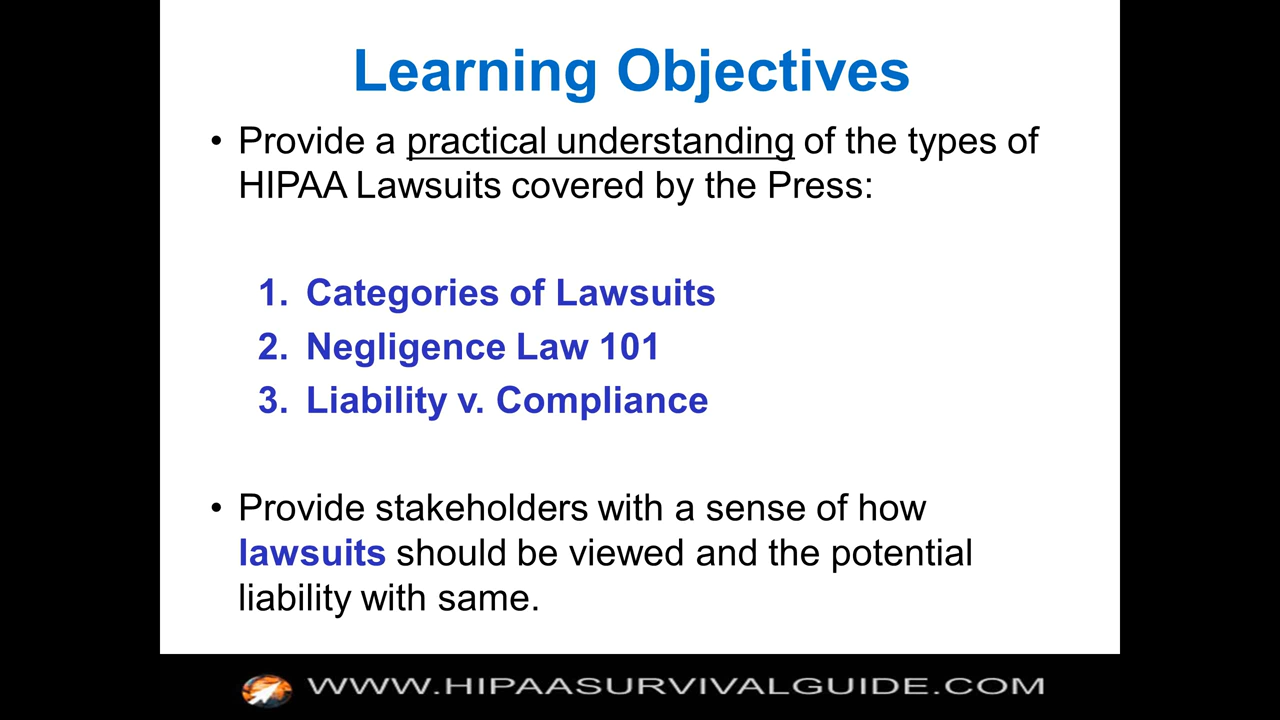 Learning Objectives
• Provide a practical understanding of the types of
HIPAA Lawsuits covered by the Press:
1. Categories of Lawsuits
2. Negligence Law 101
3. Liability v. Compliance
• Provide stakeholders with a sense of how
lawsuits should be viewed and the potential
liability with same.
WWW.HIPAASURVIVALGUIDE.COM